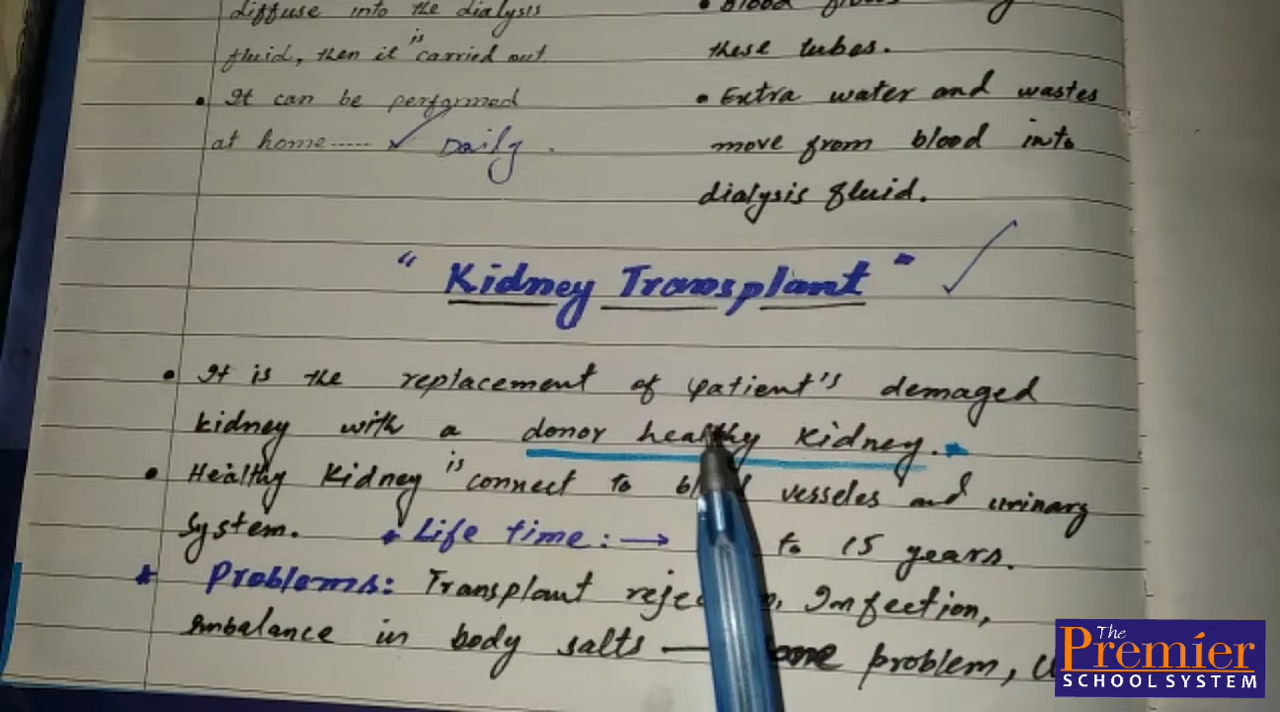 diffuse into the dialysis
fluid, then it is carried out
• It can be performed
at home..... ✓ Daily.
• Blood
these tubes.
• Extra water and wastes
move from blood into
dialysis fluid.
" Kidney Transplant " ✓
• It is the replacement of patient's demaged
kidney with a donor healthy kidney.
• Healthy kidney is connect to vesseles and urinary
system. * Life time: → to 15 years.
* Problems: Transplant Infection,
imbalance in body salts — problem,
The
Premier
SCHOOL SYSTEM